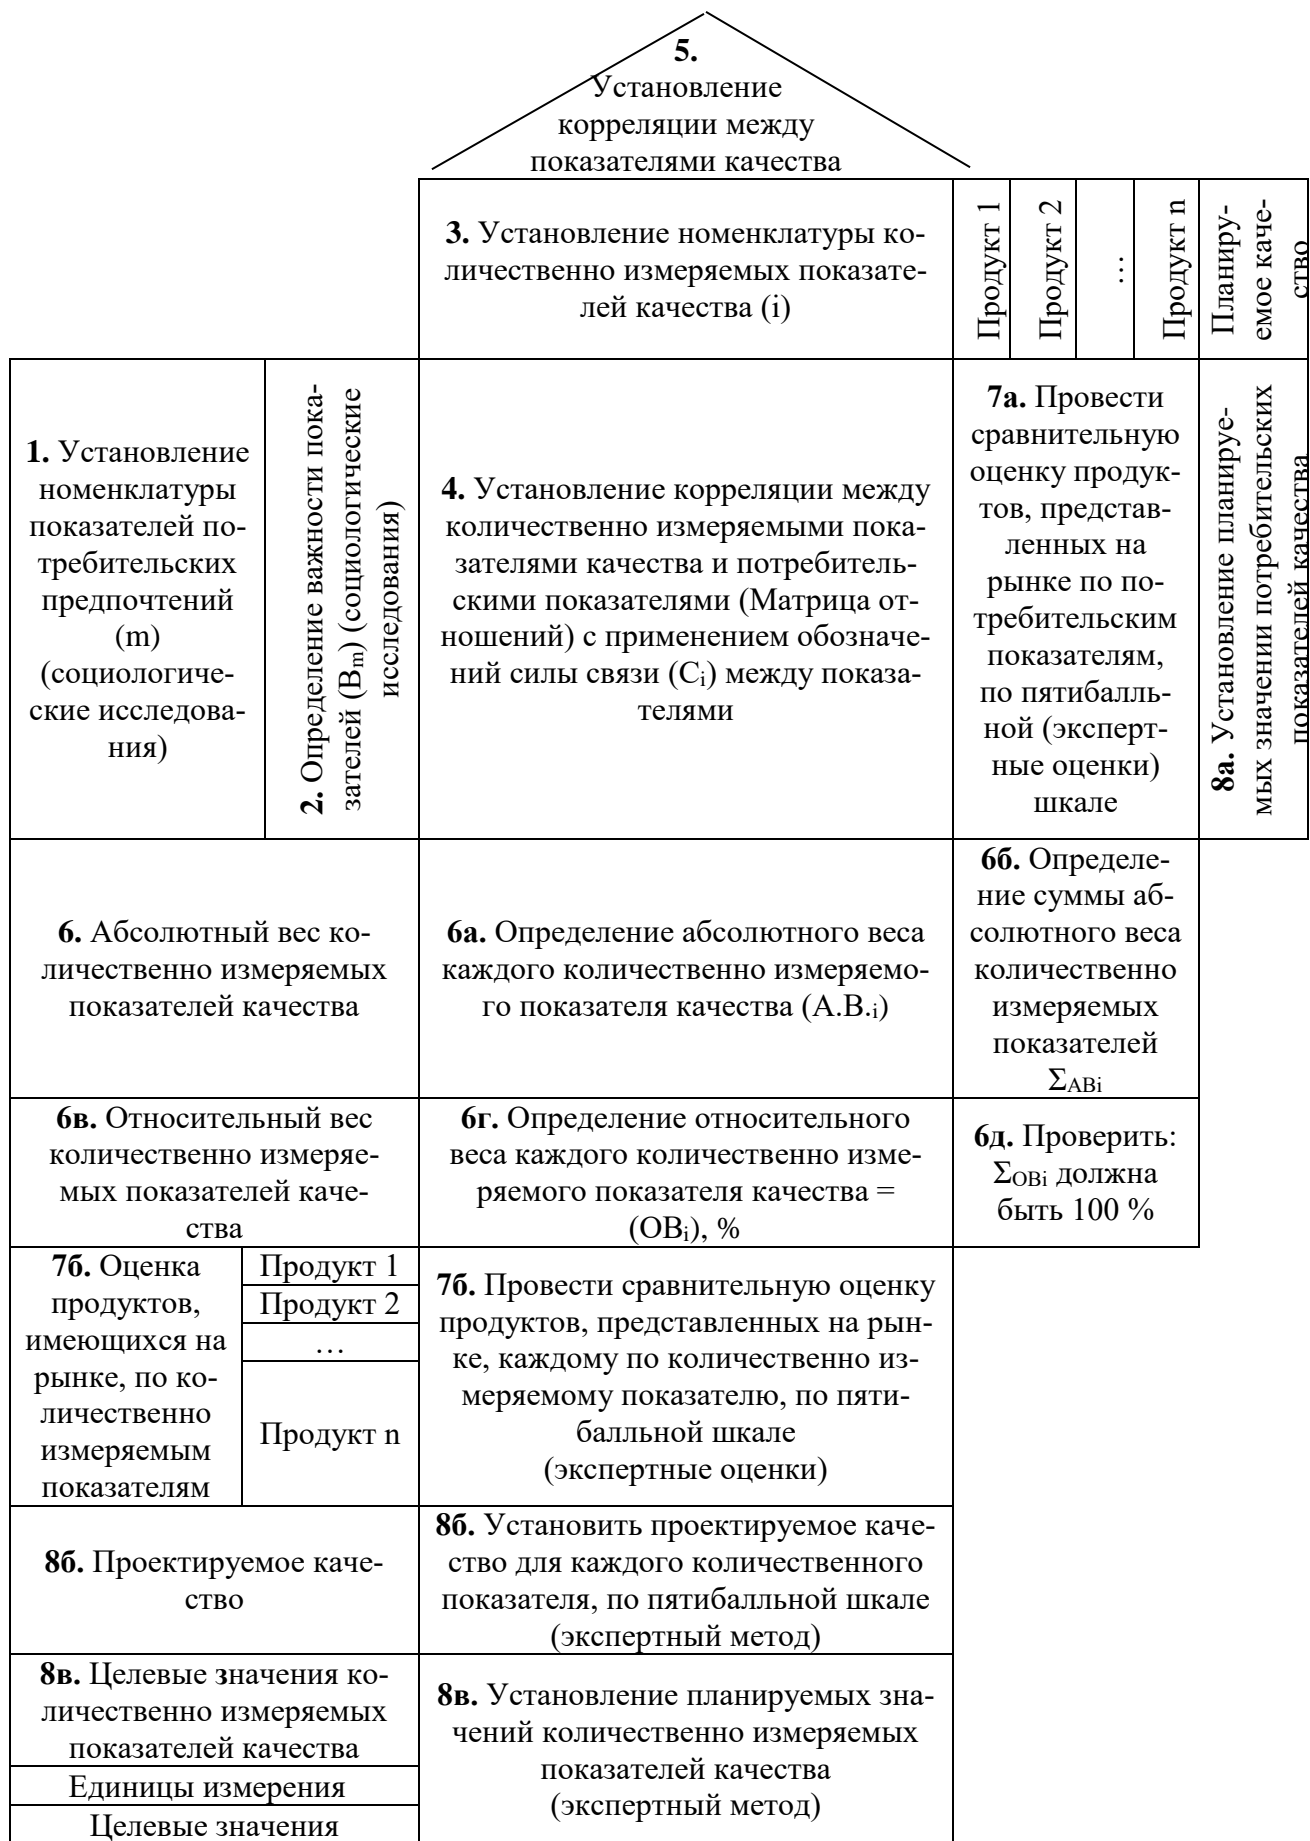 5.
Установление
корреляции между
показателями качества
3. Установление номенклатуры ко-
личественно измеряемых показате-
лей качества (i)
Продукт 1
Продукт 2
…
Продукт n
Планиру-
емое каче-
ство
1. Установление
номенклатуры
показателей по-
требительских
предпочтений
(m)
(социологиче-
ские исследова-
ния)
2. Определение важности пока-
зателей (Bm) (социологические
исследования)
4. Установление корреляции между
количественно измеряемыми пока-
зателями качества и потребитель-
скими показателями (Матрица от-
ношений) с применением обозначе-
ний силы связи (Ci) между показа-
телями
7а. Провести
сравнительную
оценку продук-
тов, представ-
ленных на
рынке по по-
требительским
показателям,
по пятибалль-
ной (эксперт-
ные оценки)
шкале
8а. Установление планируе-
мых значении потребительских
показателей качества
6. Абсолютный вес ко-
личественно измеряемых
показателей качества
6а. Определение абсолютного веса
каждого количественно измеряемо-
го показателя качества (А.В.i)
6б. Определе-
ние суммы аб-
солютного веса
количественно
измеряемых
показателей
ΣАВi
6в. Относительный вес
количественно измеряе-
мых показателей каче-
ства
6г. Определение относительного
веса каждого количественно изме-
ряемого показателя качества =
(ОВi), %
6д. Проверить:
ΣОВi должна
быть 100 %
7б. Оценка
продуктов,
имеющихся на
рынке, по ко-
личественно
измеряемым
показателям
Продукт 1
Продукт 2
…
Продукт n
7б. Провести сравнительную оценку
продуктов, представленных на рын-
ке, каждому по количественно из-
меряемому показателю, по пяти-
балльной шкале
(экспертные оценки)
8б. Проектируемое каче-
ство
8б. Установить проектируемое каче-
ство для каждого количественного
показателя, по пятибалльной шкале
(экспертный метод)
8в. Целевые значения ко-
личественно измеряемых
показателей качества
Единицы измерения
Целевые значения
8в. Установление планируемых зна-
чений количественно измеряемых
показателей качества
(экспертный метод)